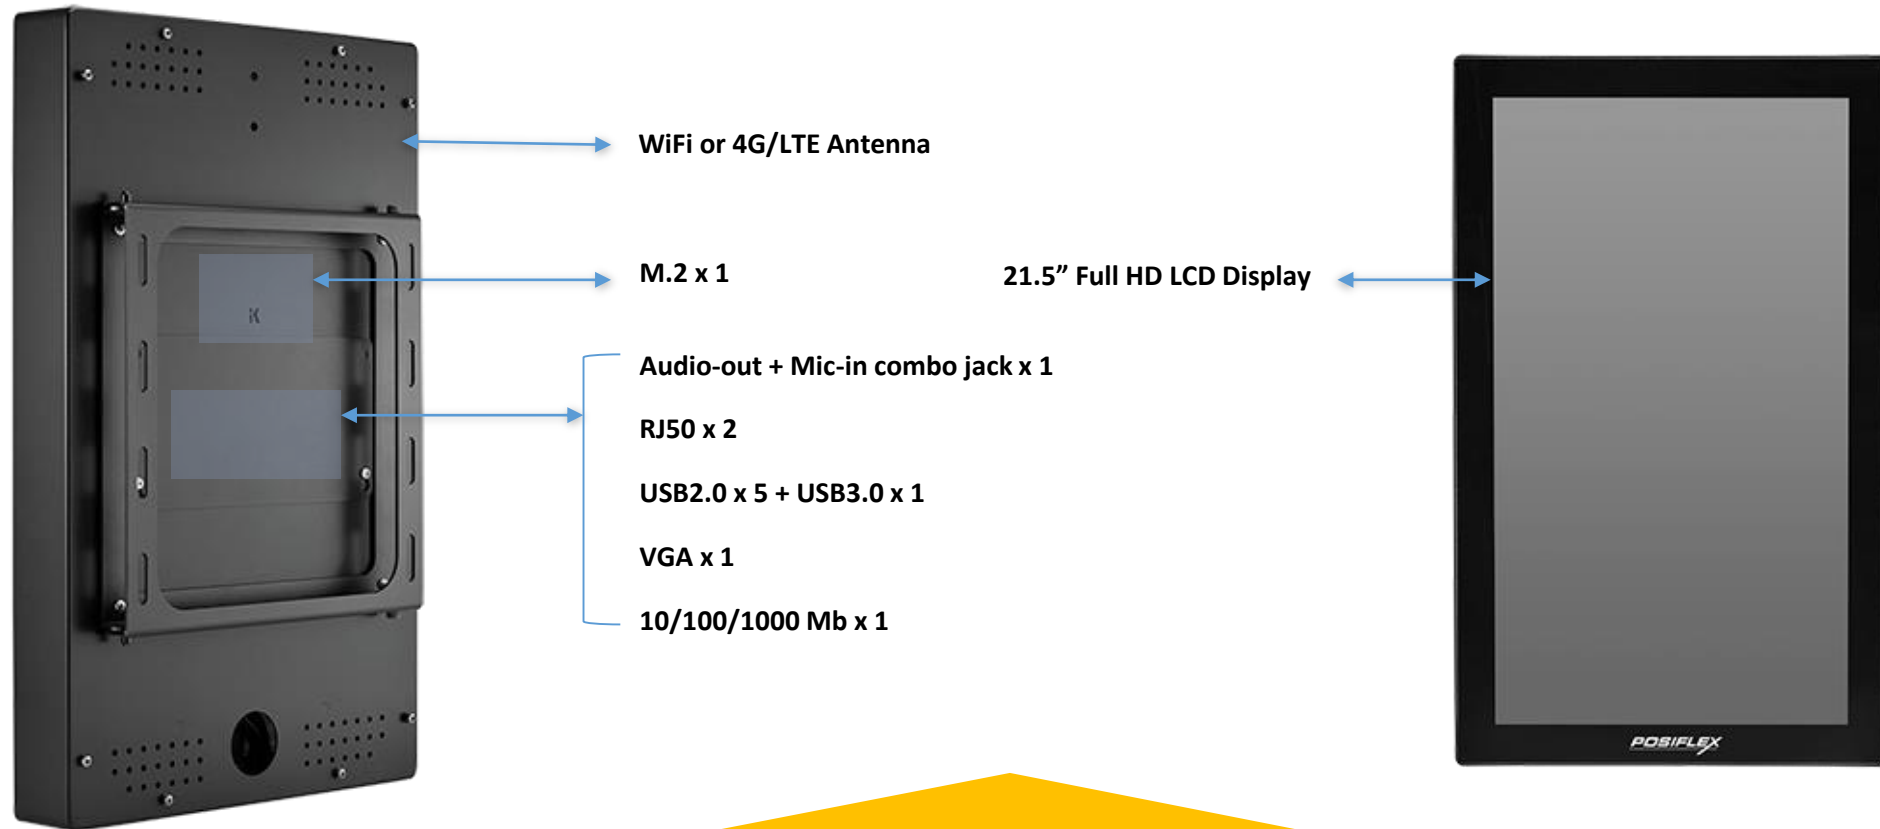 WiFi or 4G/LTE Antenna
M.2 x 1
21.5” Full HD LCD Display
K
Audio-out + Mic-in combo jack x 1
RJ50 x 2
USB2.0 x 5 + USB3.0 x 1
VGA x 1
10/100/1000 Mb x 1
POSIFLEX